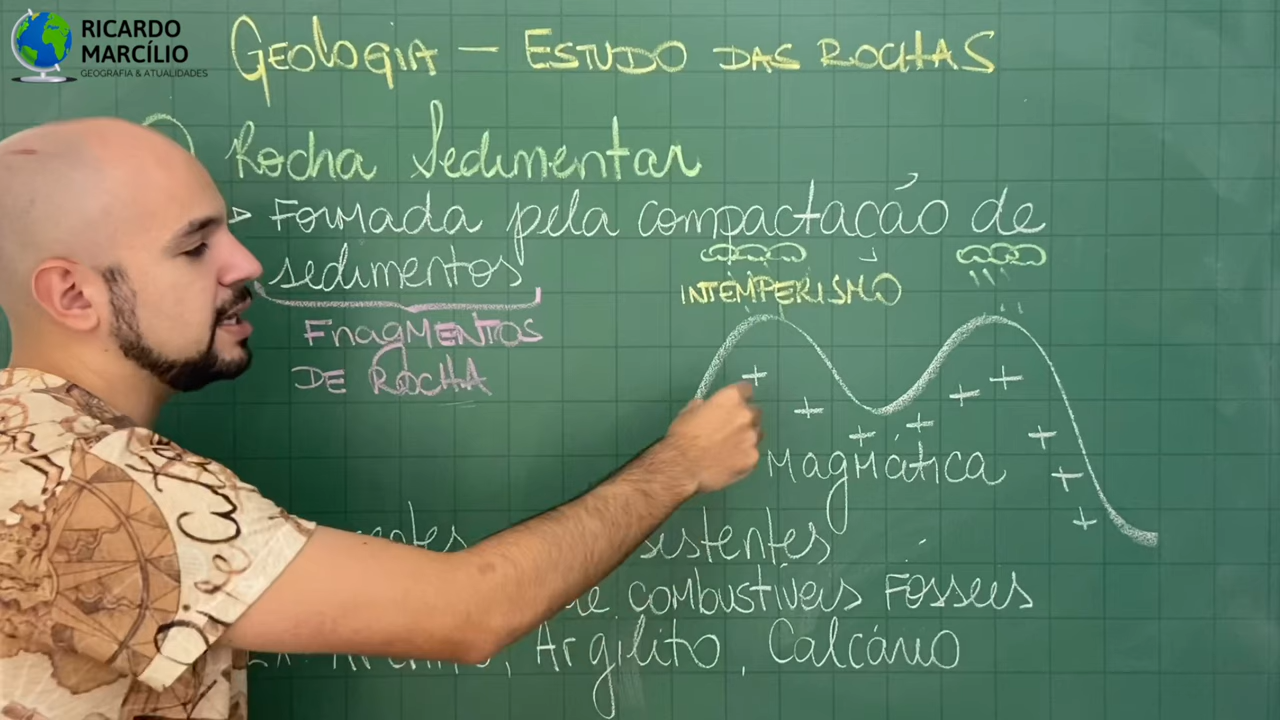 RICARDO
MARCÍLIO
GEOGRAFIA & ATUALIDADES
GEOLOGIA - ESTUDO DAS ROCHAS
Rocha Sedimentar
Formada pela compactação de
sedimentos
INTEMPERISMO
FRAGMENTOS
DE ROCHA
Magmática
combustíveis Fósseis
Argilito, Calcário